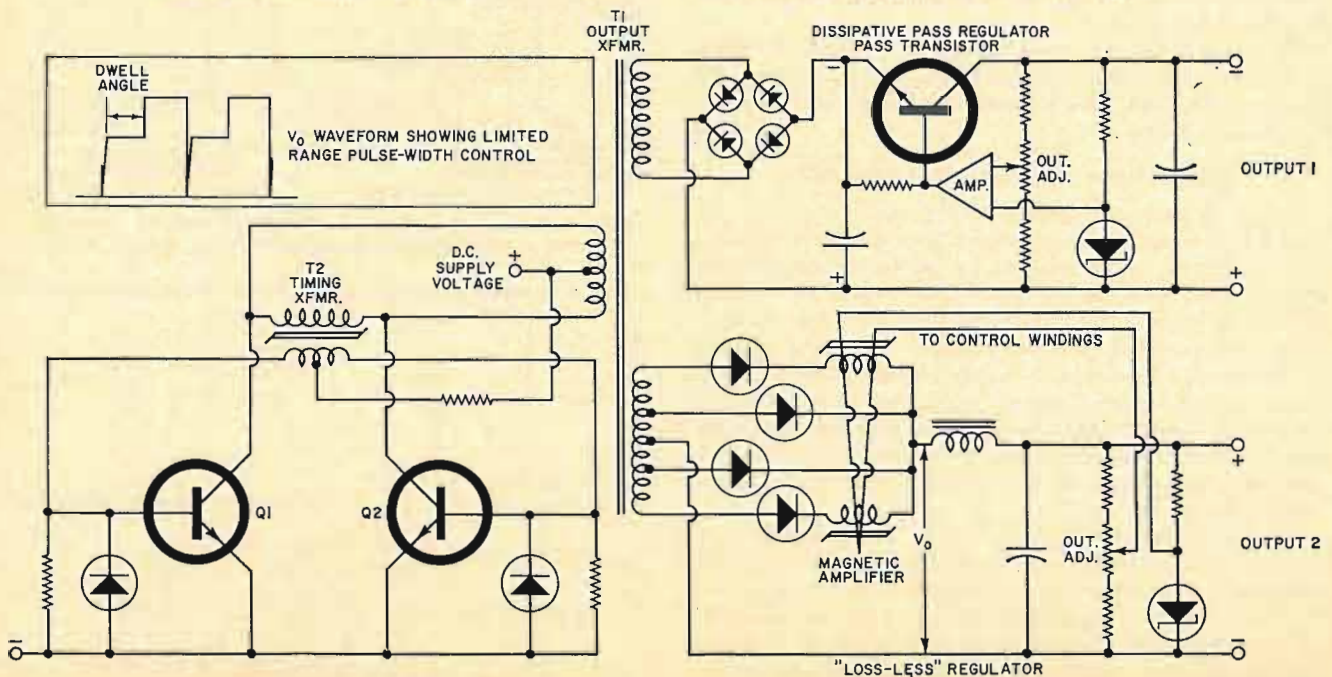 T1
OUTPUT
XFMR.
DISSIPATIVE PASS REGULATOR
PASS TRANSISTOR
DWELL
ANGLE
V₀ WAVEFORM SHOWING LIMITED
RANGE PULSE-WIDTH CONTROL
−
−
AMP.
OUT.
ADJ.
OUTPUT 1
+
+
D.C.
SUPPLY
VOLTAGE
+
T2
TIMING
XFMR.
TO CONTROL WINDINGS
Q1
Q2
V₀
MAGNETIC
AMPLIFIER
OUT.
ADJ.
+
OUTPUT 2
−
−
"LOSS-LESS" REGULATOR